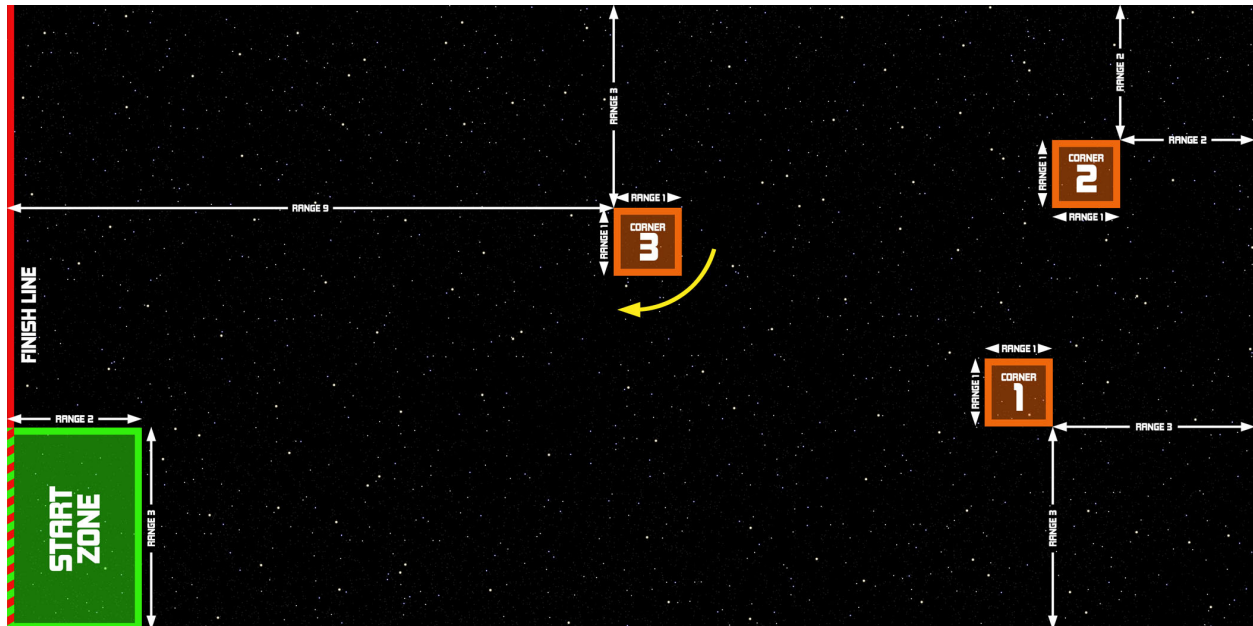 RANGE 3
RANGE 2
RANGE 2
RANGE 1
CORNER
2
RANGE 1
RANGE 9
RANGE 1
RANGE 1
CORNER
3
FINISH LINE
RANGE 1
RANGE 1
CORNER
1
RANGE 2
RANGE 3
START
ZONE
RANGE 3
RANGE 3